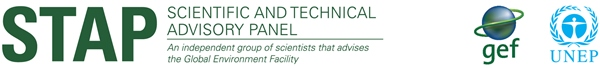 STAP
SCIENTIFIC AND TECHNICAL
ADVISORY PANEL
An independent group of scientists that advises
the Global Environment Facility
gef
UNEP